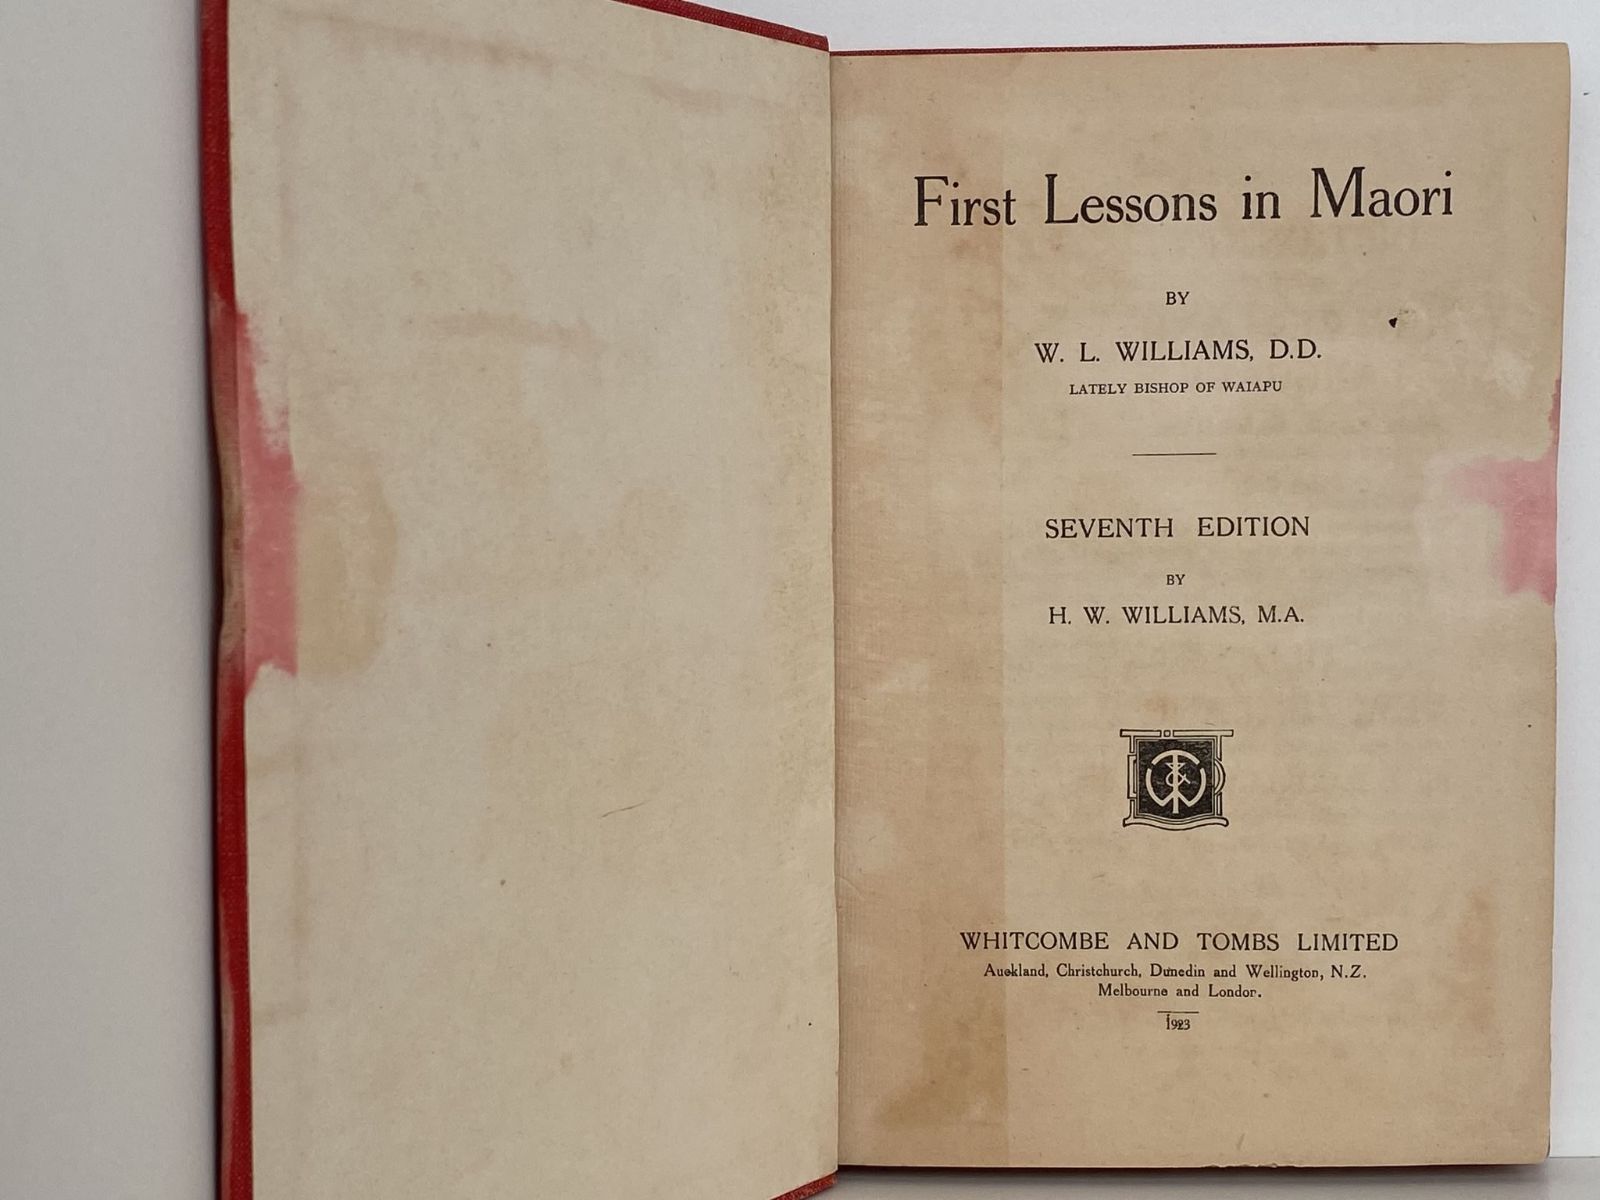 First Lessons in Maori
BY
W. L. WILLIAMS, D.D.
LATELY BISHOP OF WAIAPU
SEVENTH EDITION
BY
H. W. WILLIAMS, M.A.
WHITCOMBE AND TOMBS LIMITED
Auckland, Christchurch, Dunedin and Wellington, N.Z.
Melbourne and London.
1923